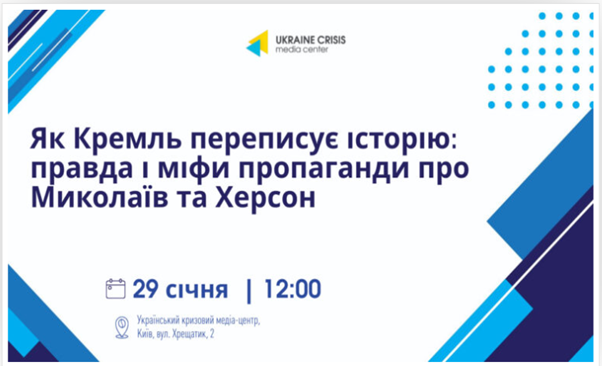 UKRAINE CRISIS
media center
Як Кремль переписує історію:
правда і міфи пропаганди про
Миколаїв та Херсон
29 січня | 12:00
Український кризовий медіа-центр,
Київ, вул. Хрещатик, 2